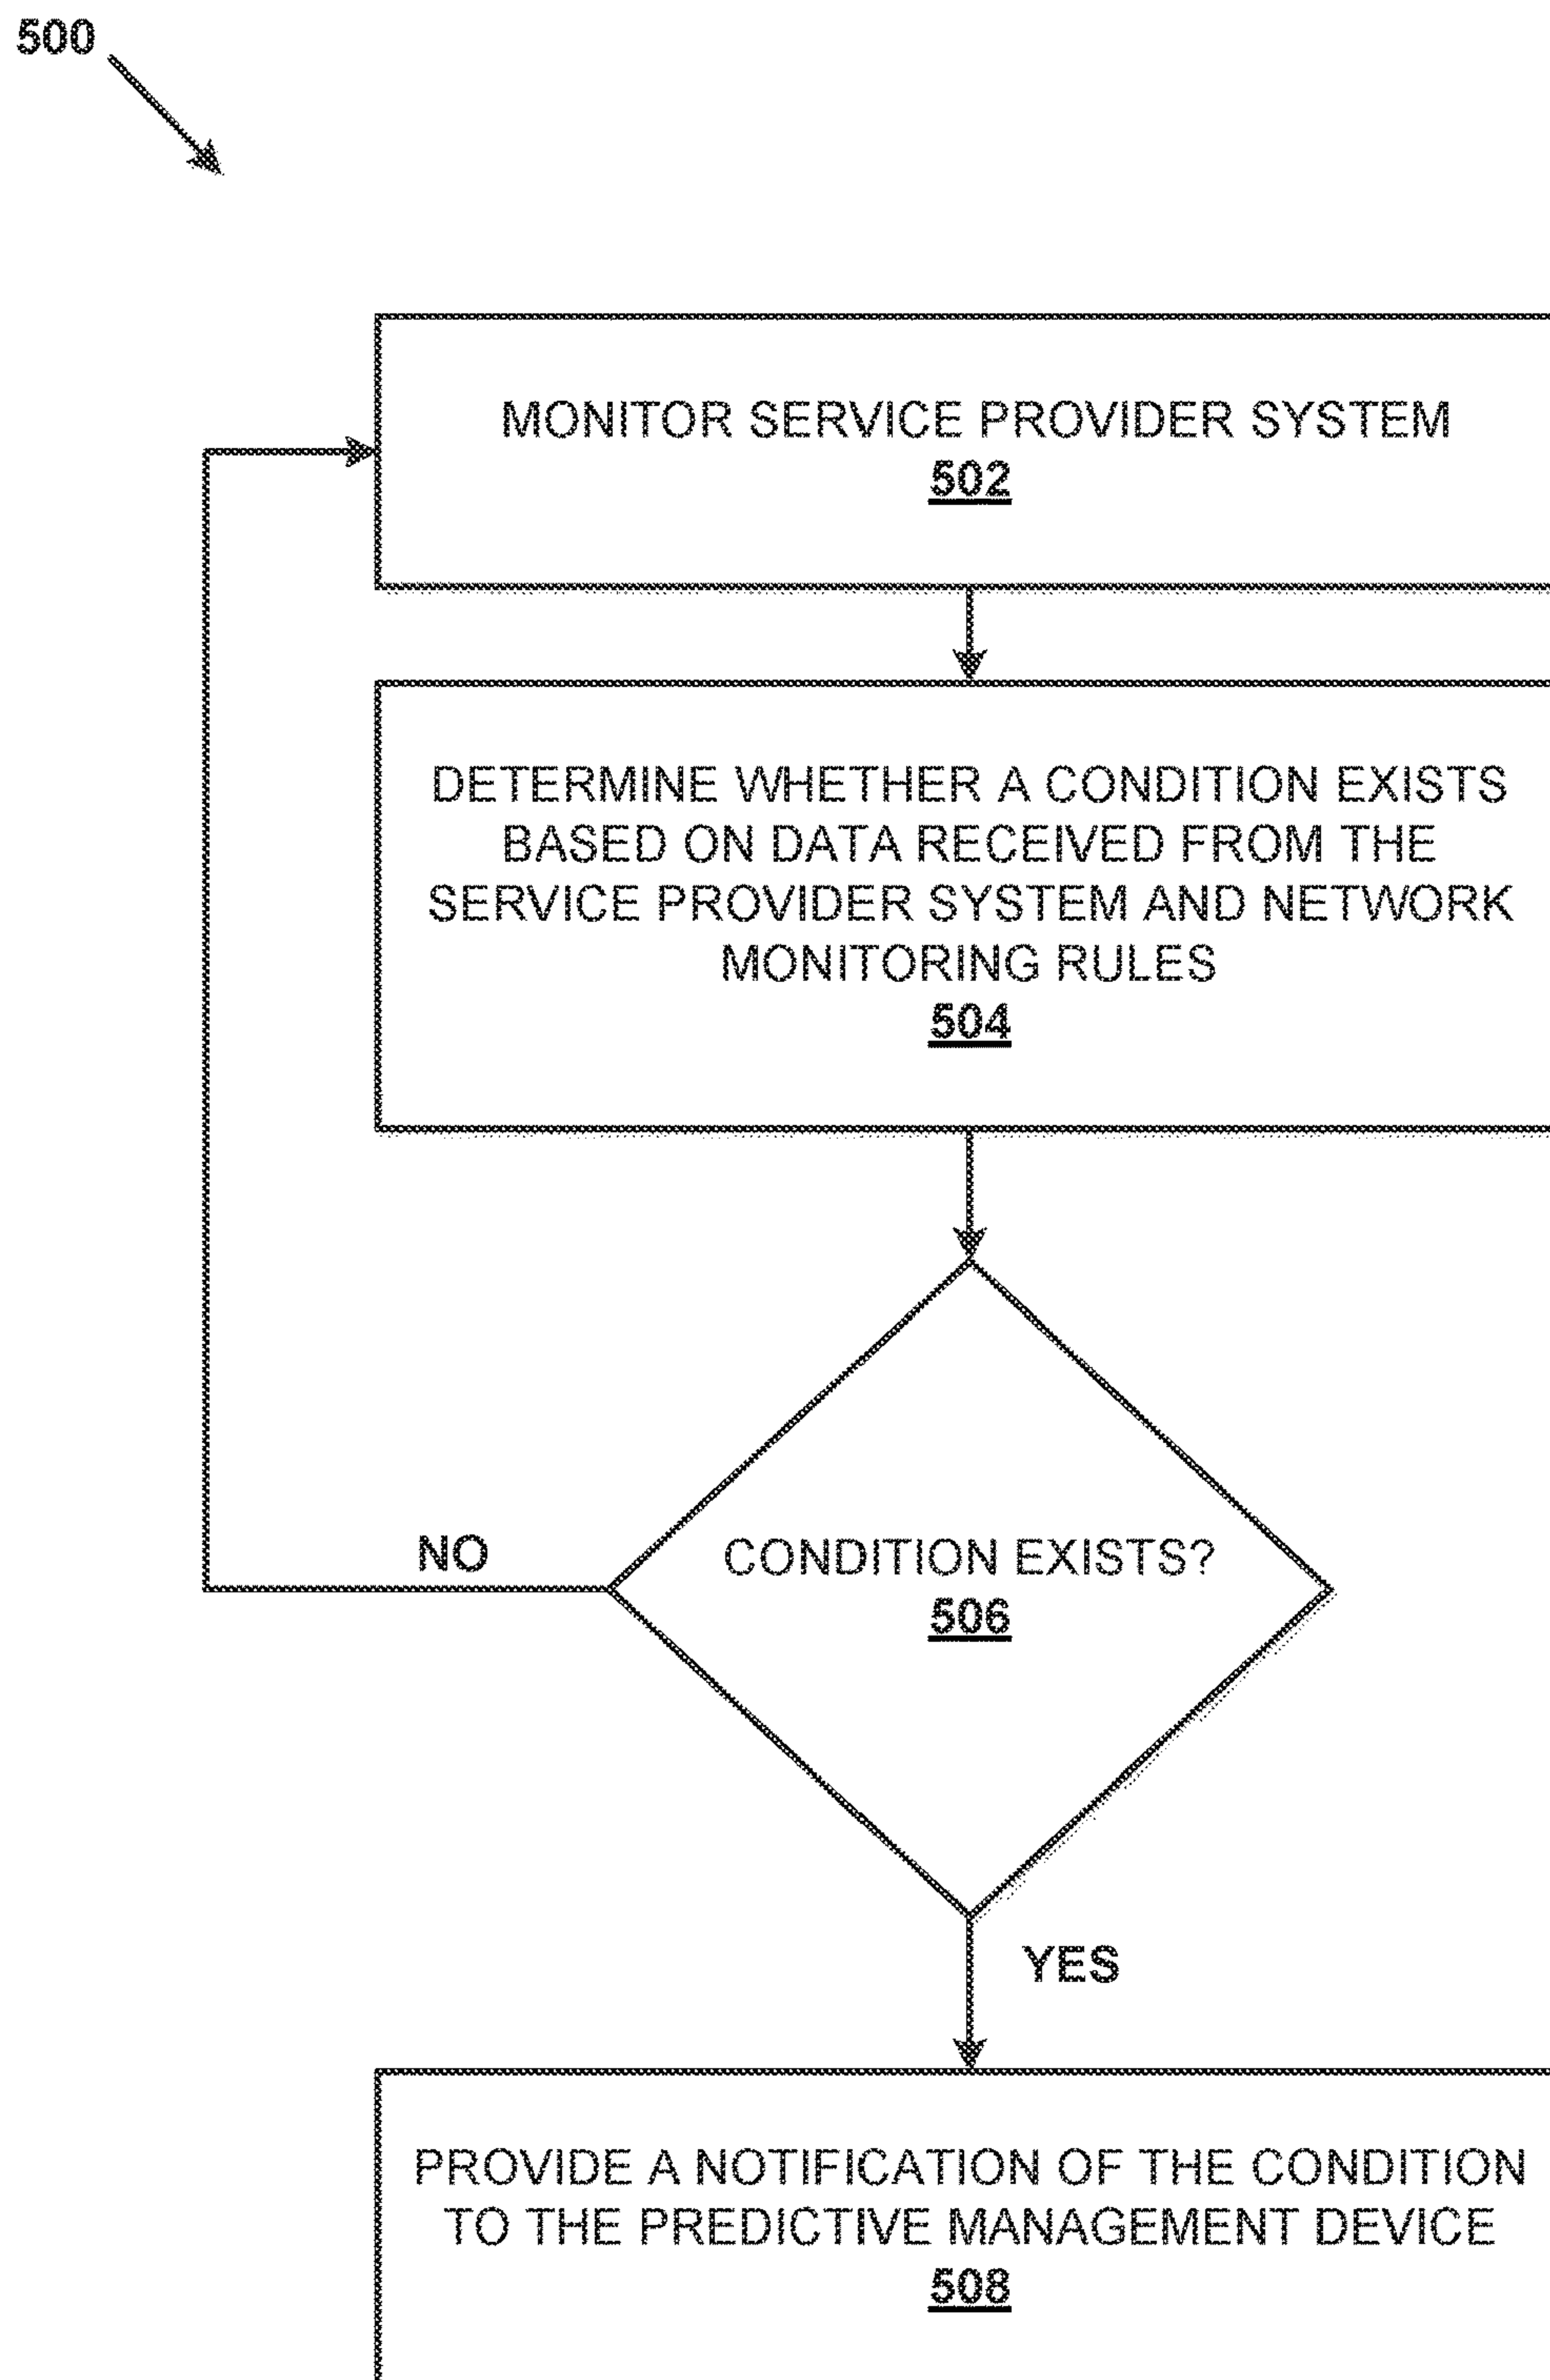 500
MONITOR SERVICE PROVIDER SYSTEM
502
DETERMINE WHETHER A CONDITION EXISTS
BASED ON DATA RECEIVED FROM THE
SERVICE PROVIDER SYSTEM AND NETWORK
MONITORING RULES
504
NO
CONDITION EXISTS?
506
YES
PROVIDE A NOTIFICATION OF THE CONDITION
TO THE PREDICTIVE MANAGEMENT DEVICE
508